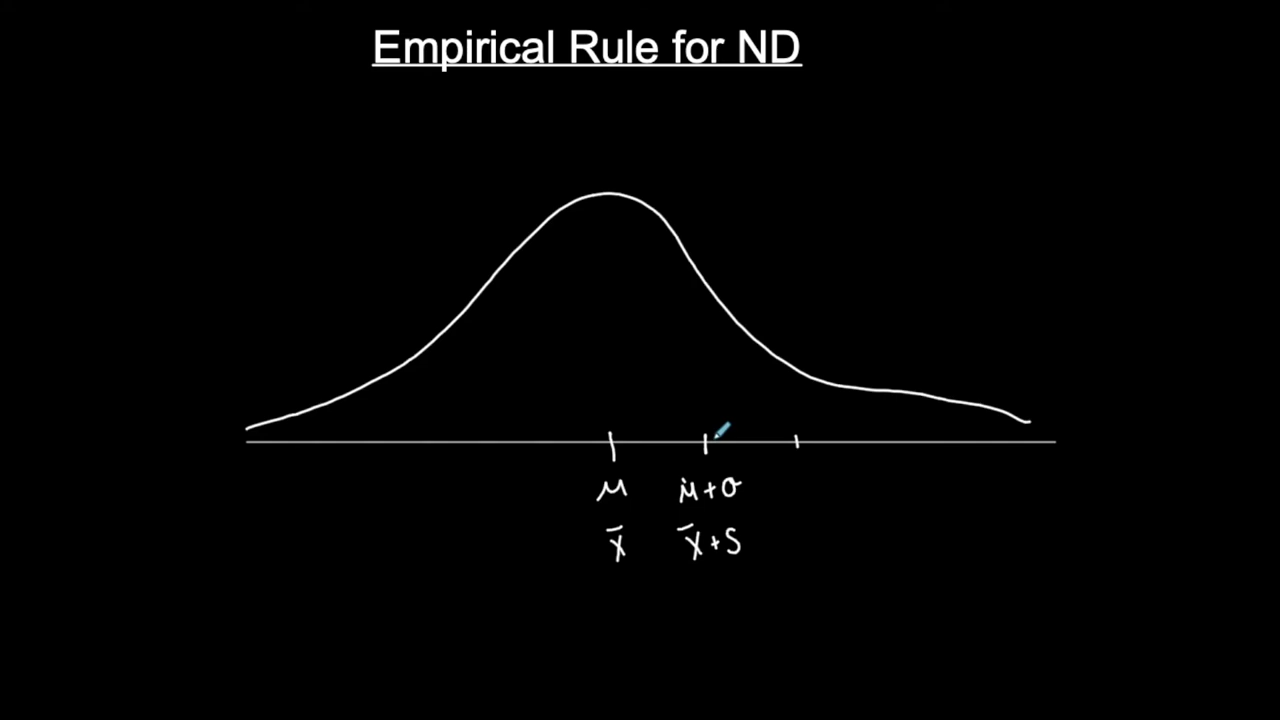 Empirical Rule for ND
μ μ+σ
x̄ x̄+S